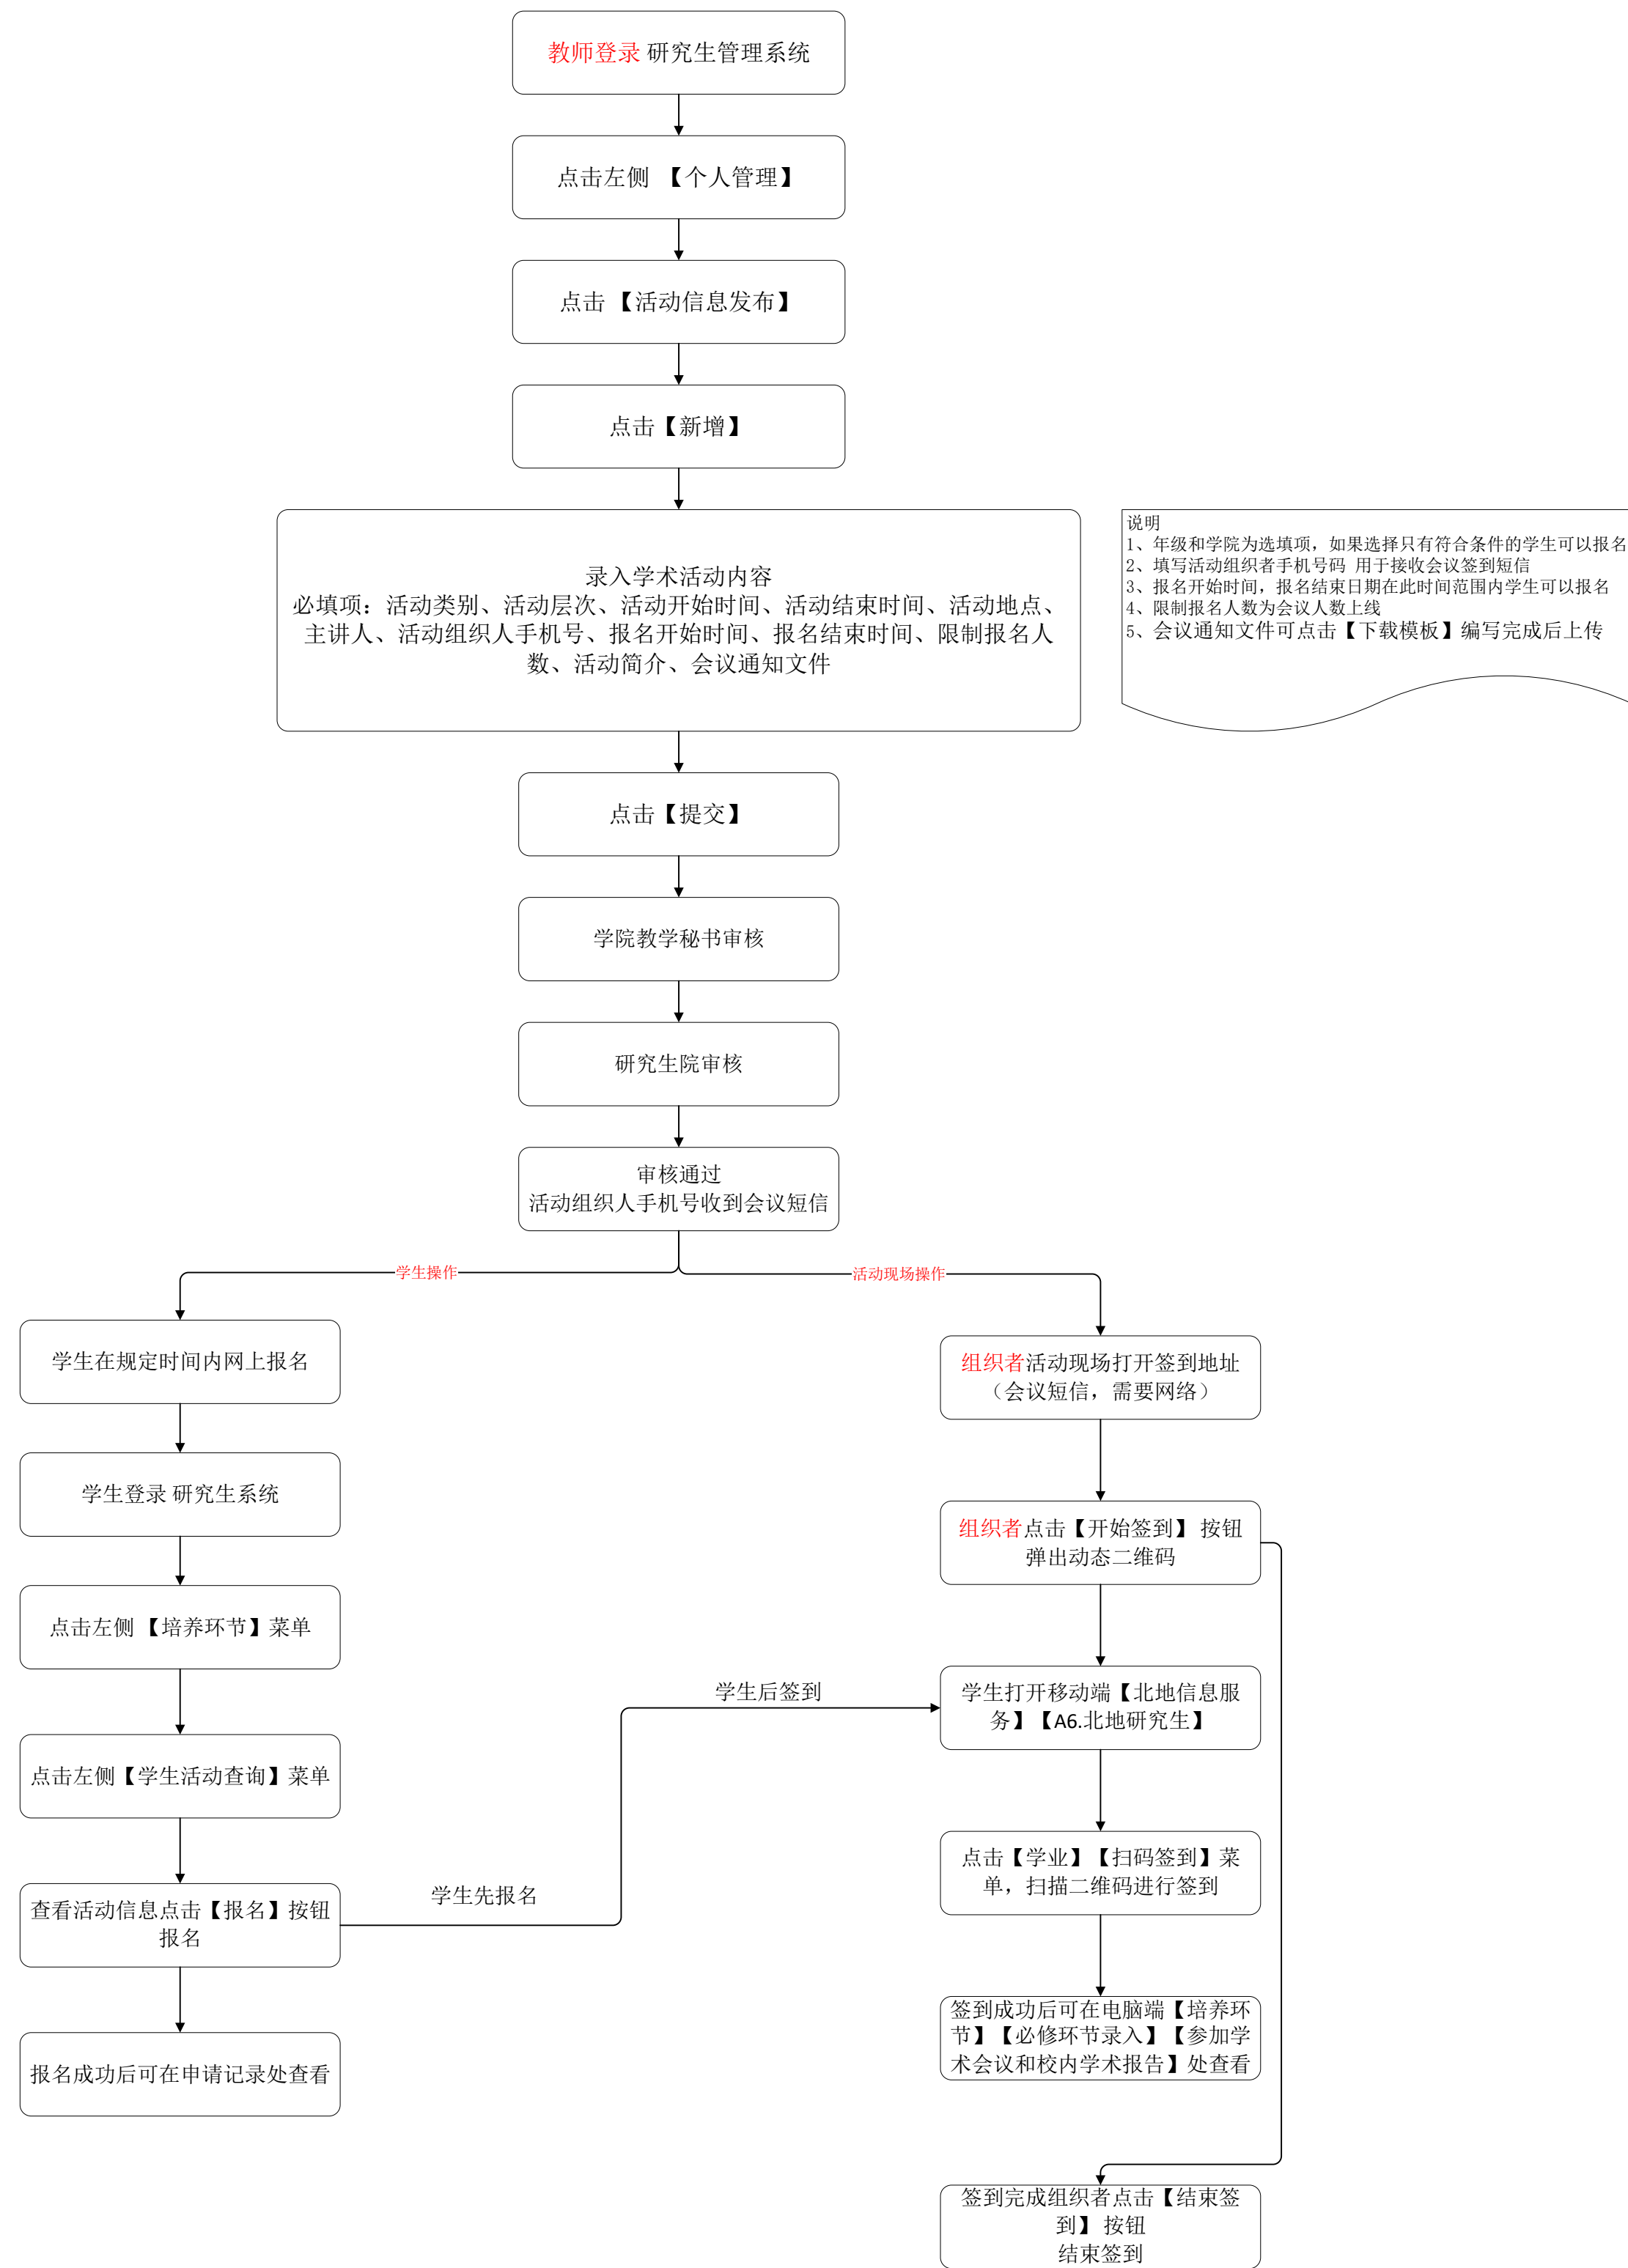 教师登录 研究生管理系统
点击左侧 【个人管理】
点击 【活动信息发布】
点击【新增】
录入学术活动内容
必填项：活动类别、活动层次、活动开始时间、活动结束时间、活动地点、
主讲人、活动组织人手机号、报名开始时间、报名结束时间、限制报名人
数、活动简介、会议通知文件
说明
1、年级和学院为选填项，如果选择只有符合条件的学生可以报名
2、填写活动组织者手机号码 用于接收会议签到短信
3、报名开始时间，报名结束日期在此时间范围内学生可以报名
4、限制报名人数为会议人数上线
5、会议通知文件可点击【下载模板】编写完成后上传
点击【提交】
学院教学秘书审核
研究生院审核
审核通过
活动组织人手机号收到会议短信
学生操作
活动现场操作
学生在规定时间内网上报名
学生登录 研究生系统
点击左侧 【培养环节】菜单
点击左侧【学生活动查询】菜单
查看活动信息点击【报名】按钮
报名
报名成功后可在申请记录处查看
学生先报名
学生后签到
组织者活动现场打开签到地址
（会议短信，需要网络）
组织者点击【开始签到】 按钮
弹出动态二维码
学生打开移动端【北地信息服
务】【A6.北地研究生】
点击【学业】【扫码签到】菜
单，扫描二维码进行签到
签到成功后可在电脑端【培养环
节】【必修环节录入】【参加学
术会议和校内学术报告】处查看
签到完成组织者点击【结束签
到】 按钮
结束签到